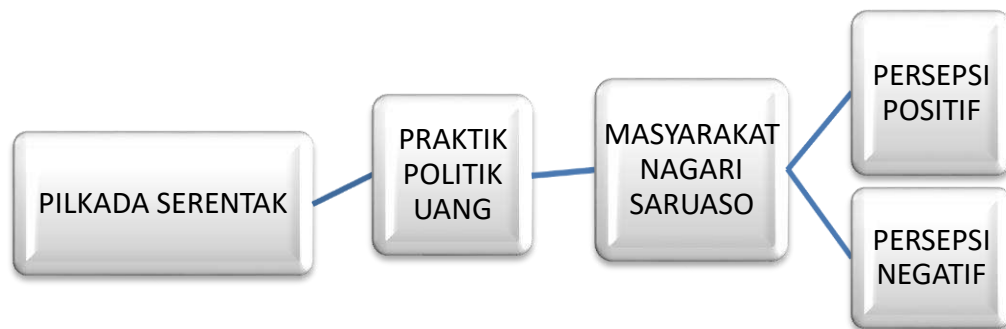 PILKADA SERENTAK
PRAKTIK
POLITIK
UANG
MASYARAKAT
NAGARI
SARUASO
PERSEPSI
POSITIF
PERSEPSI
NEGATIF